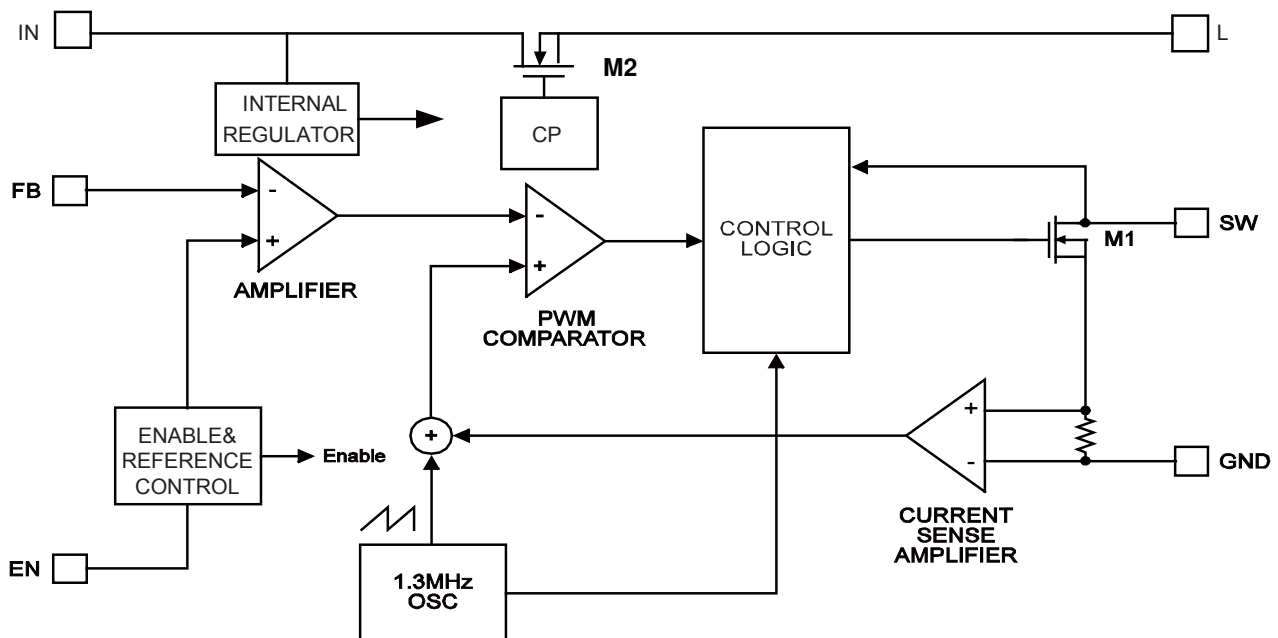 IN
L
M2
INTERNAL
REGULATOR
CP
FB
-
+
AMPLIFIER
-
+
PWM
COMPARATOR
CONTROL
LOGIC
M1
SW
ENABLE&
REFERENCE
CONTROL
Enable
+
+
-
GND
CURRENT
SENSE
AMPLIFIER
EN
1.3MHz
OSC